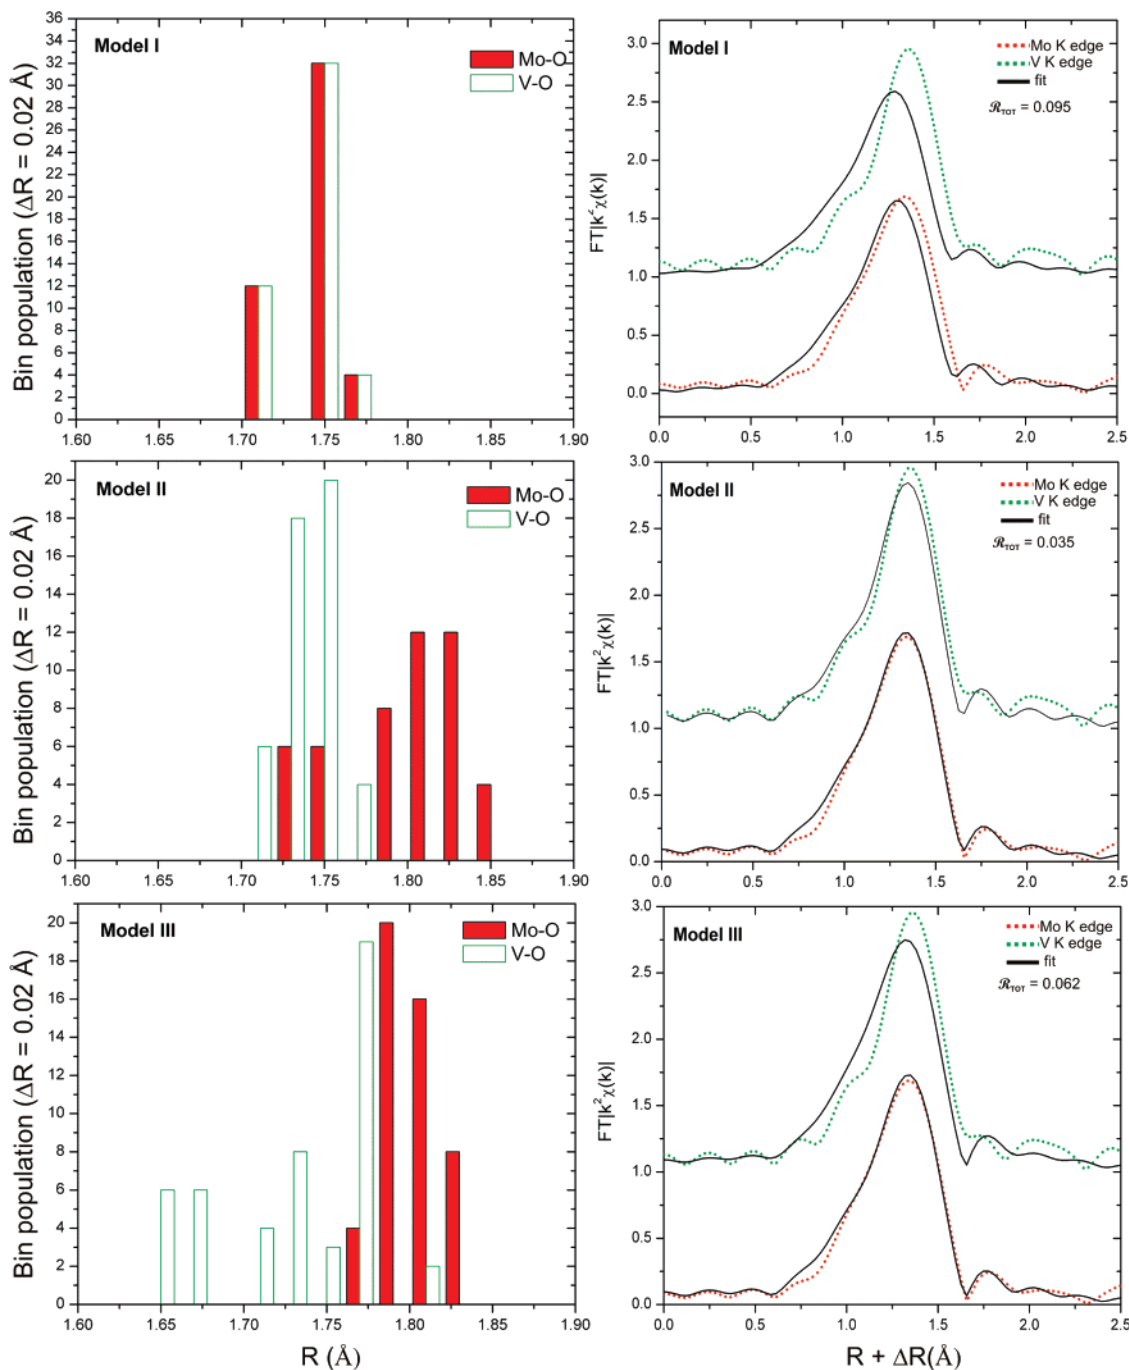 Model I
Mo-O
V-O
Bin population (ΔR = 0.02 Å)
36
34
32
30
28
26
24
22
20
18
16
14
12
10
8
6
4
2
0
1.60 1.65 1.70 1.75 1.80 1.85 1.90
Model I
Mo K edge
V K edge
fit
ℛTOT = 0.095
FT|k²χ(k)|
3.0
2.5
2.0
1.5
1.0
0.5
0.0
0.0 0.5 1.0 1.5 2.0 2.5
Model II
Mo-O
V-O
Bin population (ΔR = 0.02 Å)
20
18
16
14
12
10
8
6
4
2
0
1.60 1.65 1.70 1.75 1.80 1.85 1.90
Model II
Mo K edge
V K edge
fit
ℛTOT = 0.035
FT|k²χ(k)|
3.0
2.5
2.0
1.5
1.0
0.5
0.0
0.0 0.5 1.0 1.5 2.0 2.5
Model III
Mo-O
V-O
Bin population (ΔR = 0.02 Å)
20
18
16
14
12
10
8
6
4
2
0
1.60 1.65 1.70 1.75 1.80 1.85 1.90
R (Å)
Model III
Mo K edge
V K edge
fit
ℛTOT = 0.062
FT|k²χ(k)|
3.0
2.5
2.0
1.5
1.0
0.5
0.0
0.0 0.5 1.0 1.5 2.0 2.5
R + ΔR(Å)